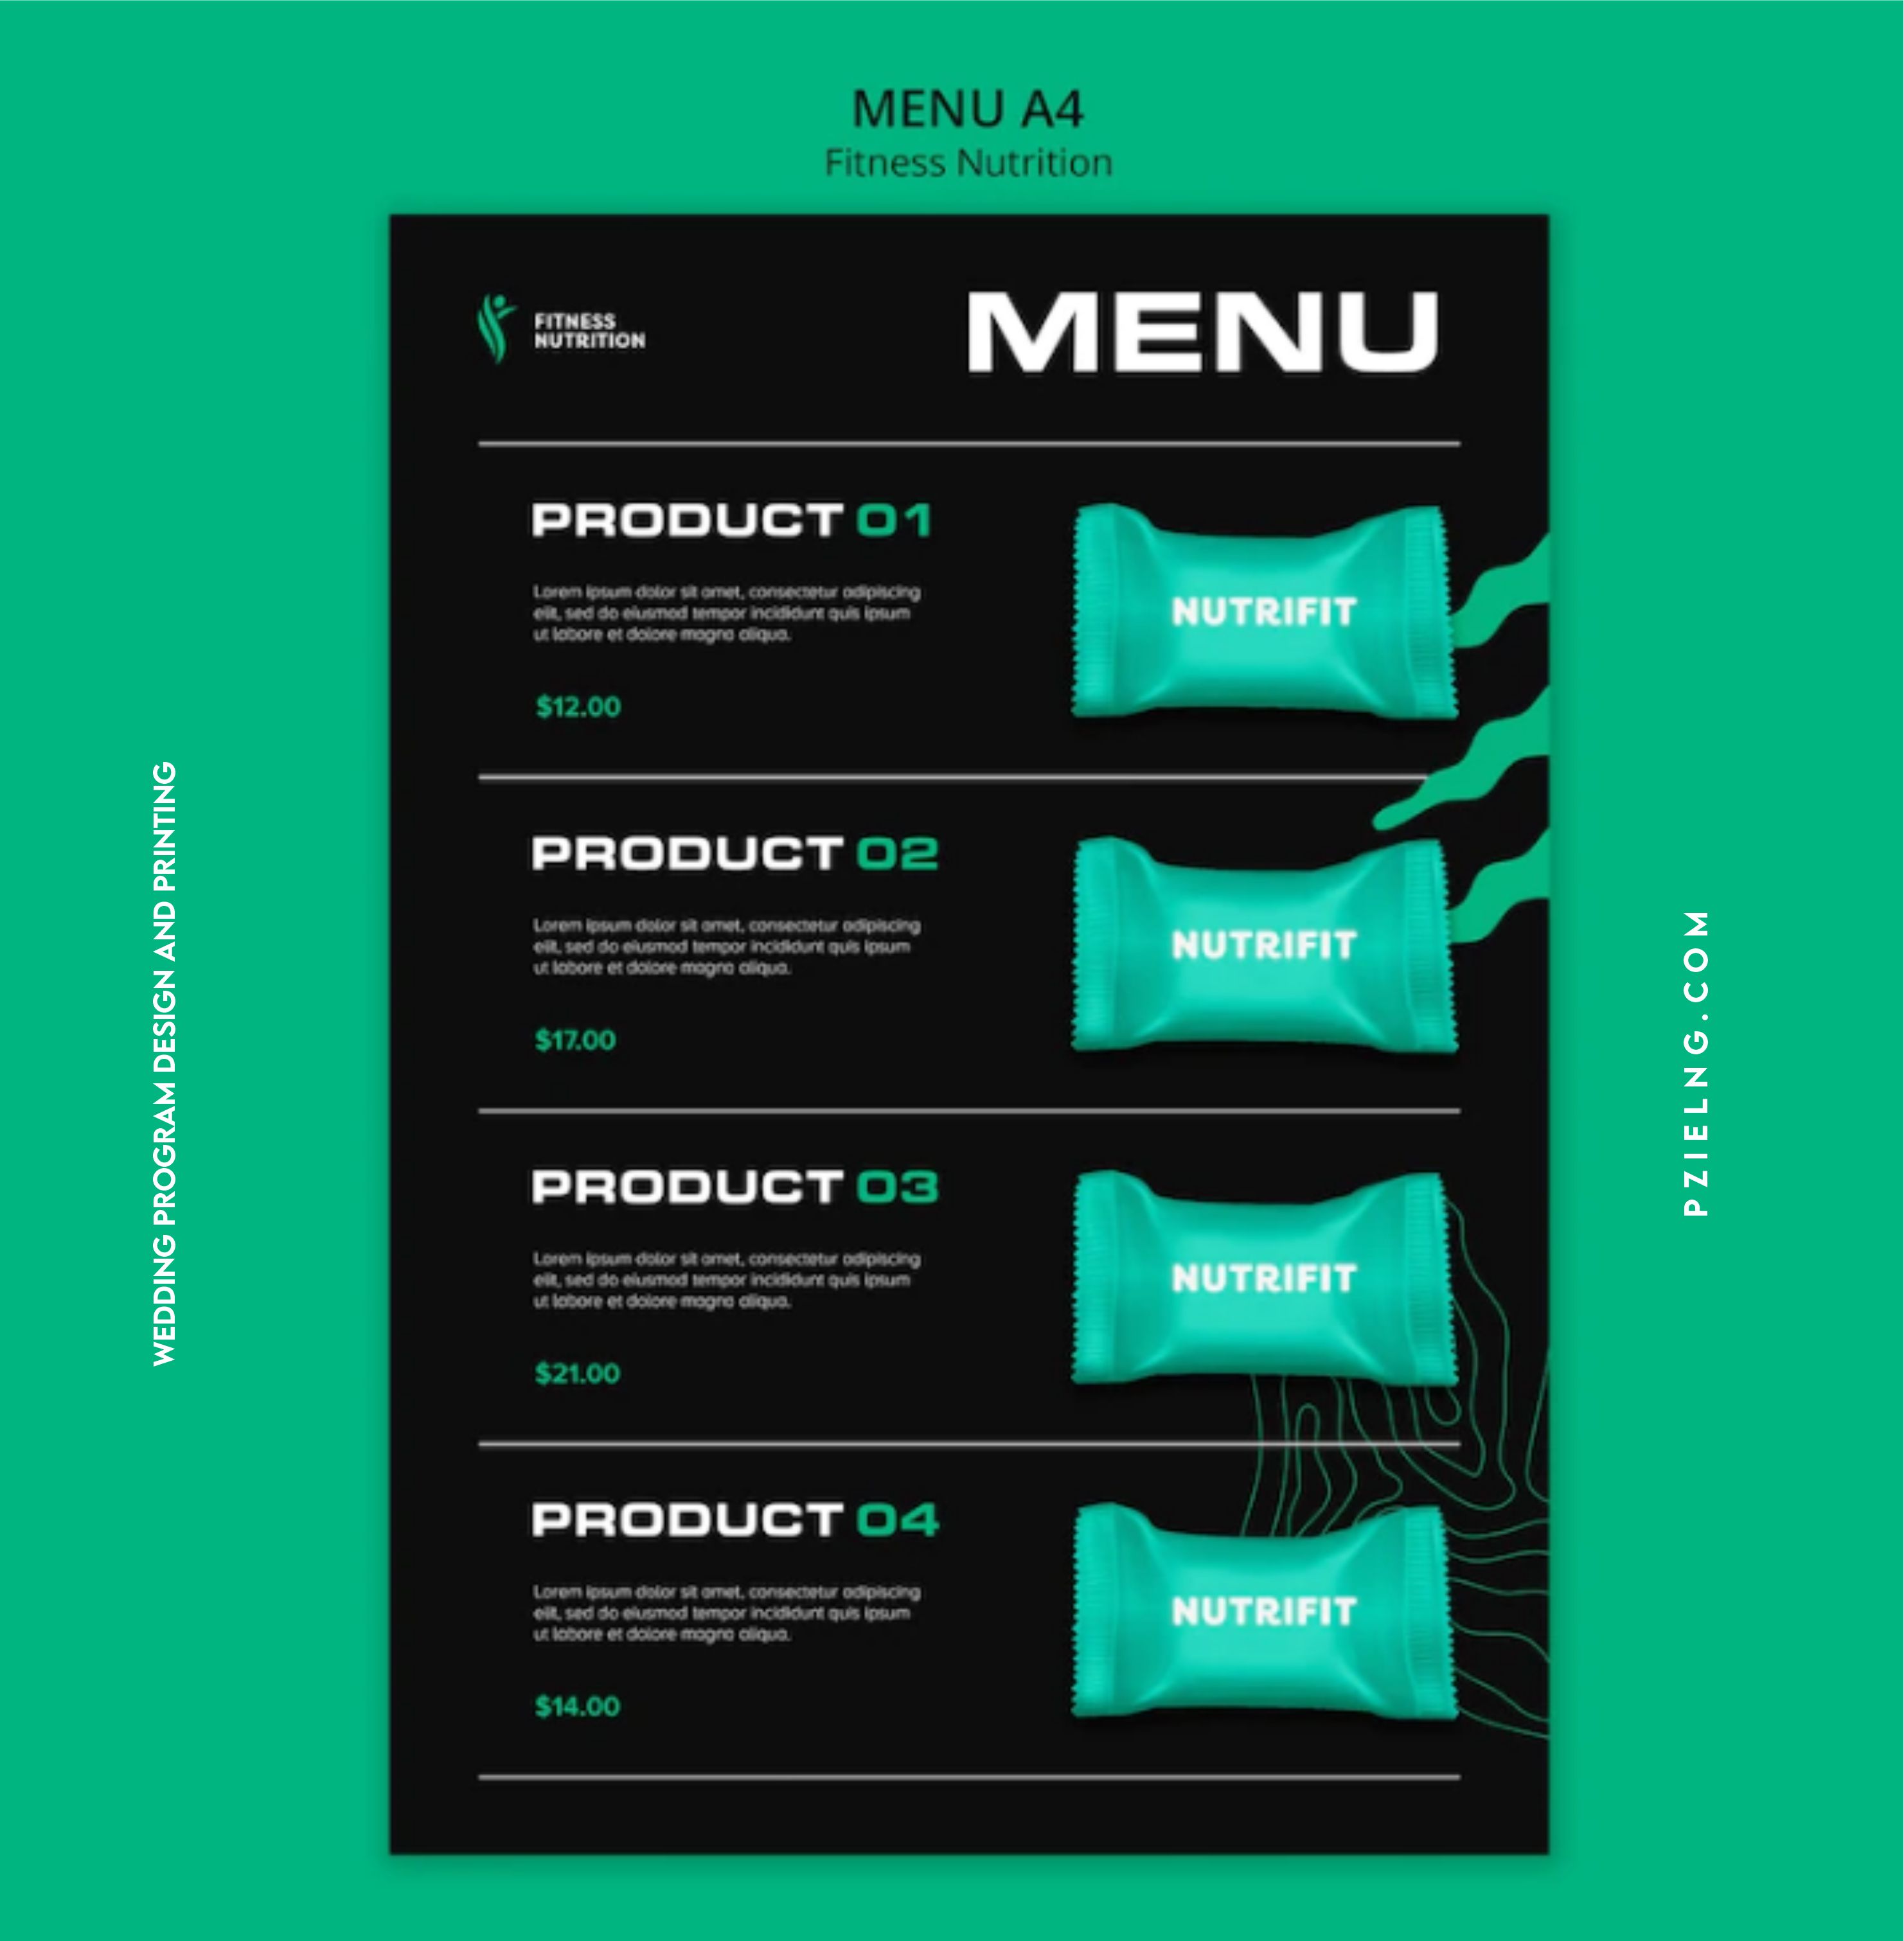 MENU A4
Fitness Nutrition
FITNESS
NUTRITION
MENU
PRODUCT 01
Lorem ipsum dolor sit amet, consectetur adipiscing
elit, sed do eiusmod tempor incididunt quis ipsum
ut labore et dolore magna aliqua.
$12.00
NUTRIFIT
PRODUCT 02
Lorem ipsum dolor sit amet, consectetur adipiscing
elit, sed do eiusmod tempor incididunt quis ipsum
ut labore et dolore magna aliqua.
$17.00
NUTRIFIT
PRODUCT 03
Lorem ipsum dolor sit amet, consectetur adipiscing
elit, sed do eiusmod tempor incididunt quis ipsum
ut labore et dolore magna aliqua.
$21.00
NUTRIFIT
PRODUCT 04
Lorem ipsum dolor sit amet, consectetur adipiscing
elit, sed do eiusmod tempor incididunt quis ipsum
ut labore et dolore magna aliqua.
$14.00
NUTRIFIT
WEDDING PROGRAM DESIGN AND PRINTING
PZIELNG.COM